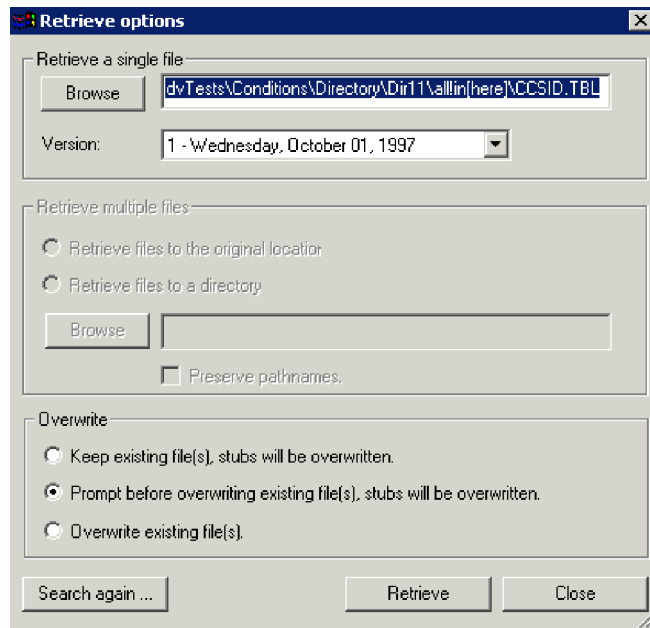 Retrieve options
Retrieve a single file
Browse
dvTests\Conditions\Directory\Dir11\all!in[here]\CCSID.TBL
Version:
1 - Wednesday, October 01, 1997
Retrieve multiple files
Retrieve files to the original locatior
Retrieve files to a directory
Browse
Preserve pathnames.
Overwrite
Keep existing file(s), stubs will be overwritten.
Prompt before overwriting existing file(s), stubs will be overwritten.
Overwrite existing file(s).
Search again ...
Retrieve
Close